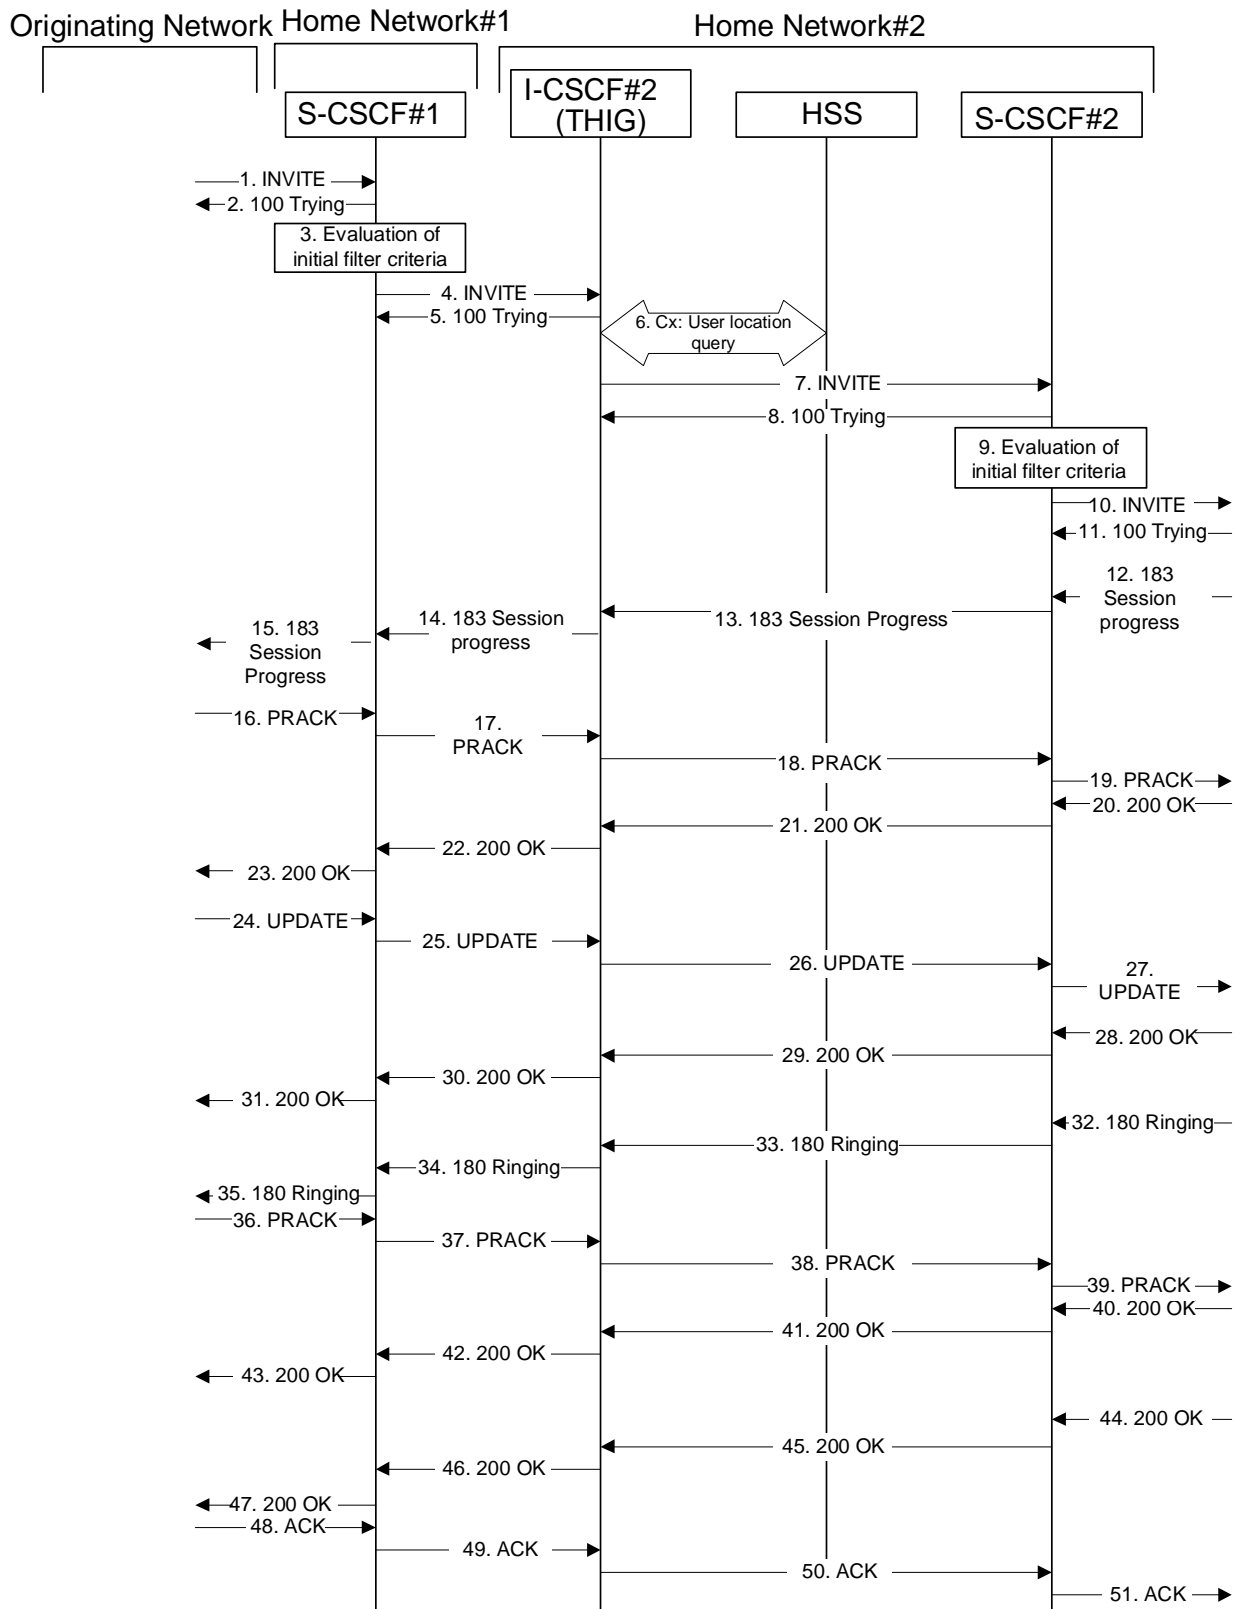 Originating Network
Home Network#1
Home Network#2
S-CSCF#1
I-CSCF#2
(THIG)
HSS
S-CSCF#2
1. INVITE
2. 100 Trying
3. Evaluation of
initial filter criteria
4. INVITE
5. 100 Trying
6. Cx: User location
query
7. INVITE
8. 100 Trying
9. Evaluation of
initial filter criteria
10. INVITE
11. 100 Trying
12. 183
Session
progress
13. 183 Session Progress
14. 183 Session
progress
15. 183
Session
Progress
16. PRACK
17.
PRACK
18. PRACK
19. PRACK
20. 200 OK
21. 200 OK
22. 200 OK
23. 200 OK
24. UPDATE
25. UPDATE
26. UPDATE
27.
UPDATE
28. 200 OK
29. 200 OK
30. 200 OK
31. 200 OK
32. 180 Ringing
33. 180 Ringing
34. 180 Ringing
35. 180 Ringing
36. PRACK
37. PRACK
38. PRACK
39. PRACK
40. 200 OK
41. 200 OK
42. 200 OK
43. 200 OK
44. 200 OK
45. 200 OK
46. 200 OK
47. 200 OK
48. ACK
49. ACK
50. ACK
51. ACK